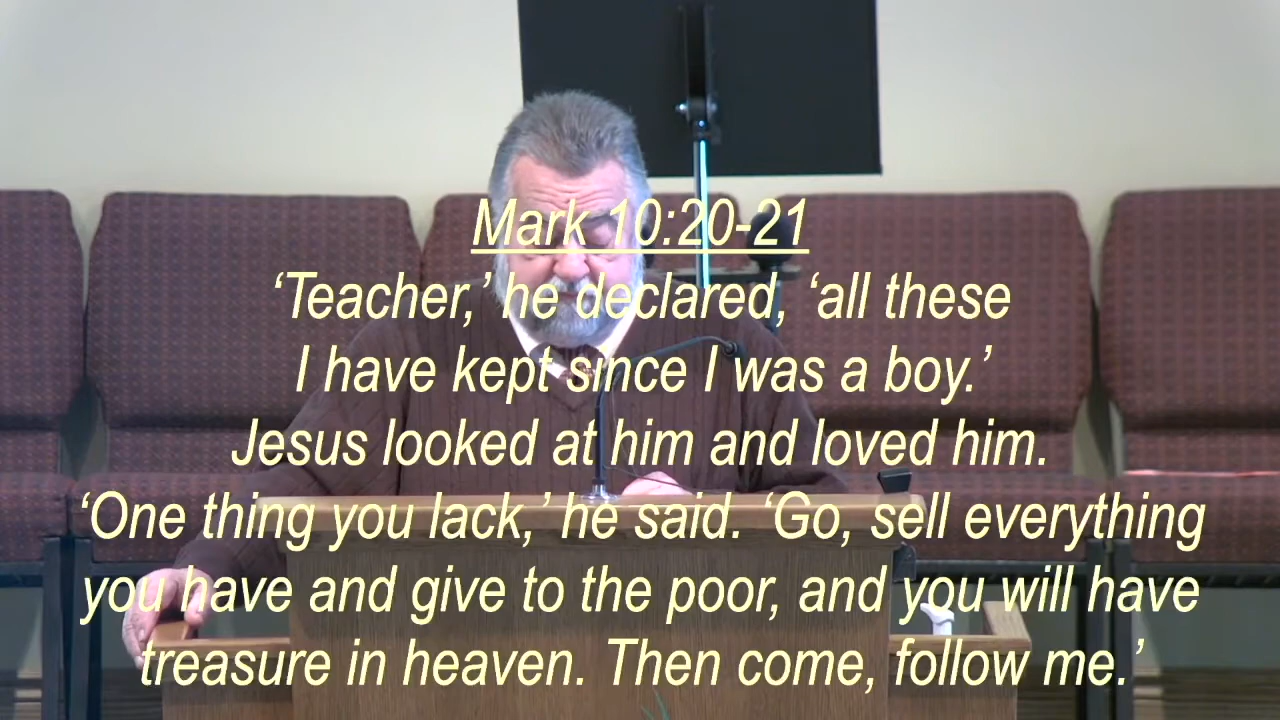 Mark 10:20-21
‘Teacher,’ he declared, ‘all these
I have kept since I was a boy.’
Jesus looked at him and loved him.
‘One thing you lack,’ he said. ‘Go, sell everything
you have and give to the poor, and you will have
treasure in heaven. Then come, follow me.’